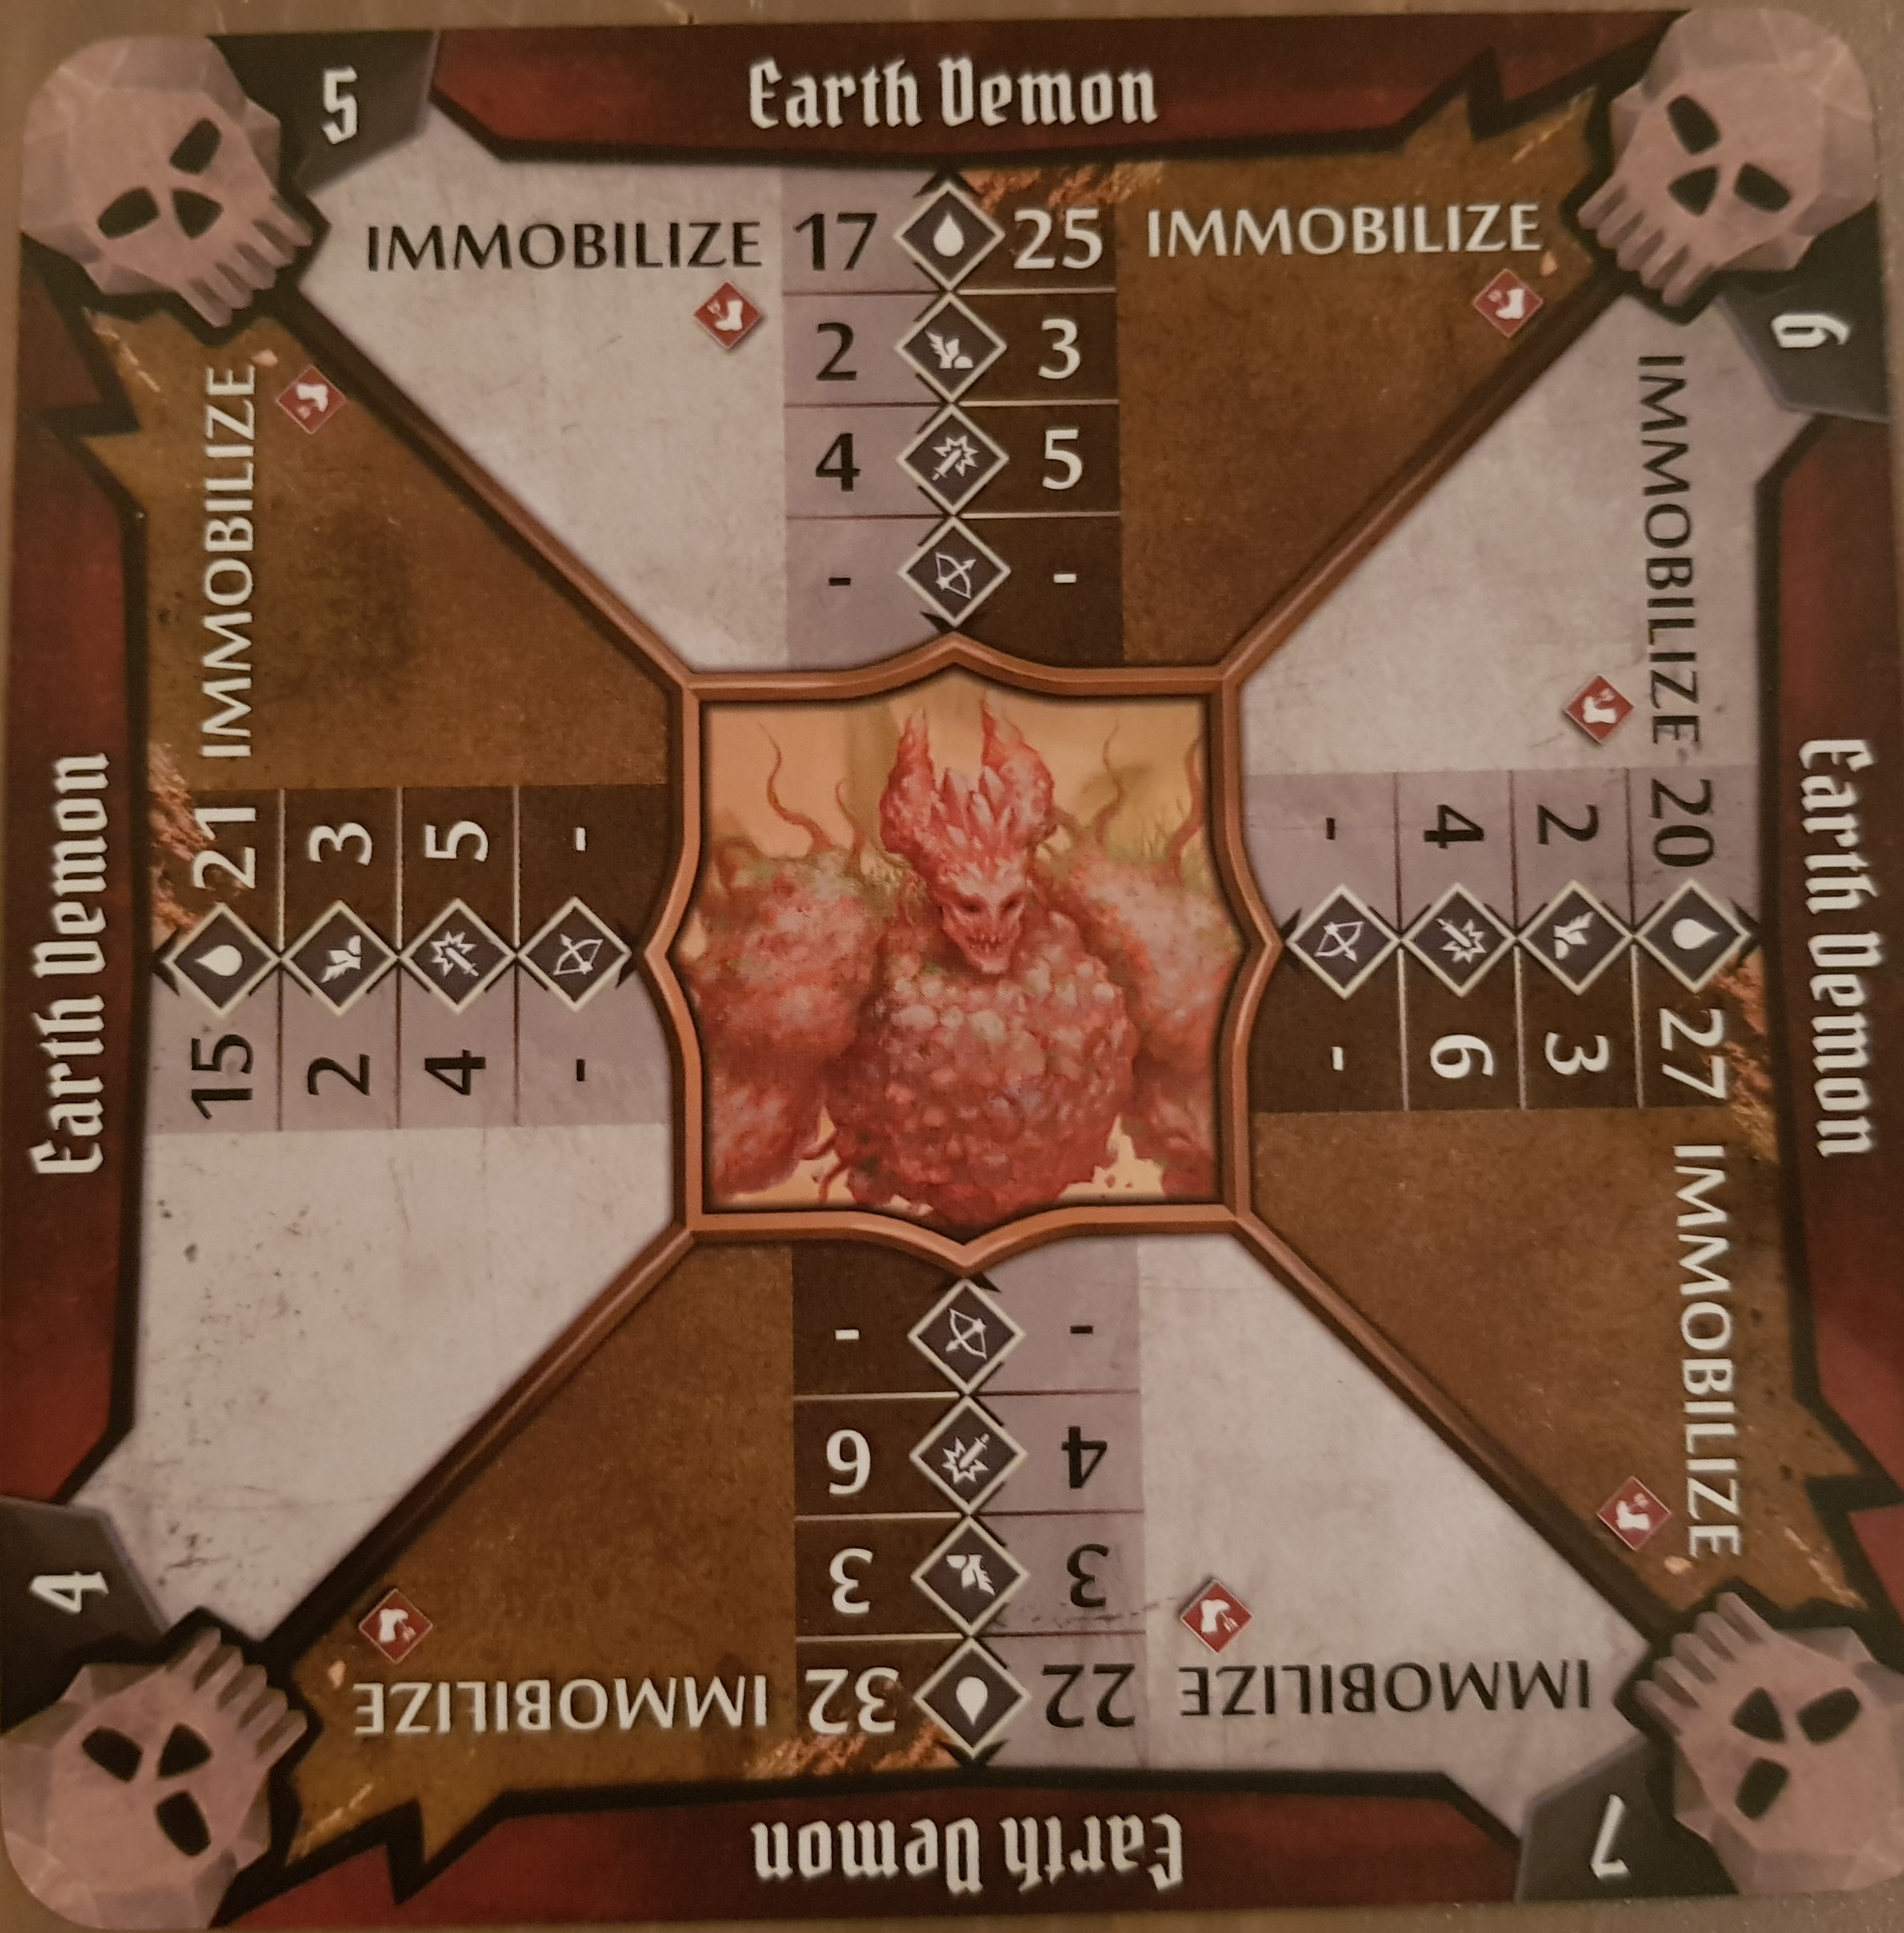 5
Earth Demon
IMMOBILIZE 17 25 IMMOBILIZE
2 3
4 5
- -
6
Earth Demon
IMMOBILIZE 20 27 IMMOBILIZE
2 3
4 6
- -
7
Earth Demon
IMMOBILIZE 22 32 IMMOBILIZE
3 3
4 6
- -
4
Earth Demon
15 21 IMMOBILIZE
2 3
4 5
- -